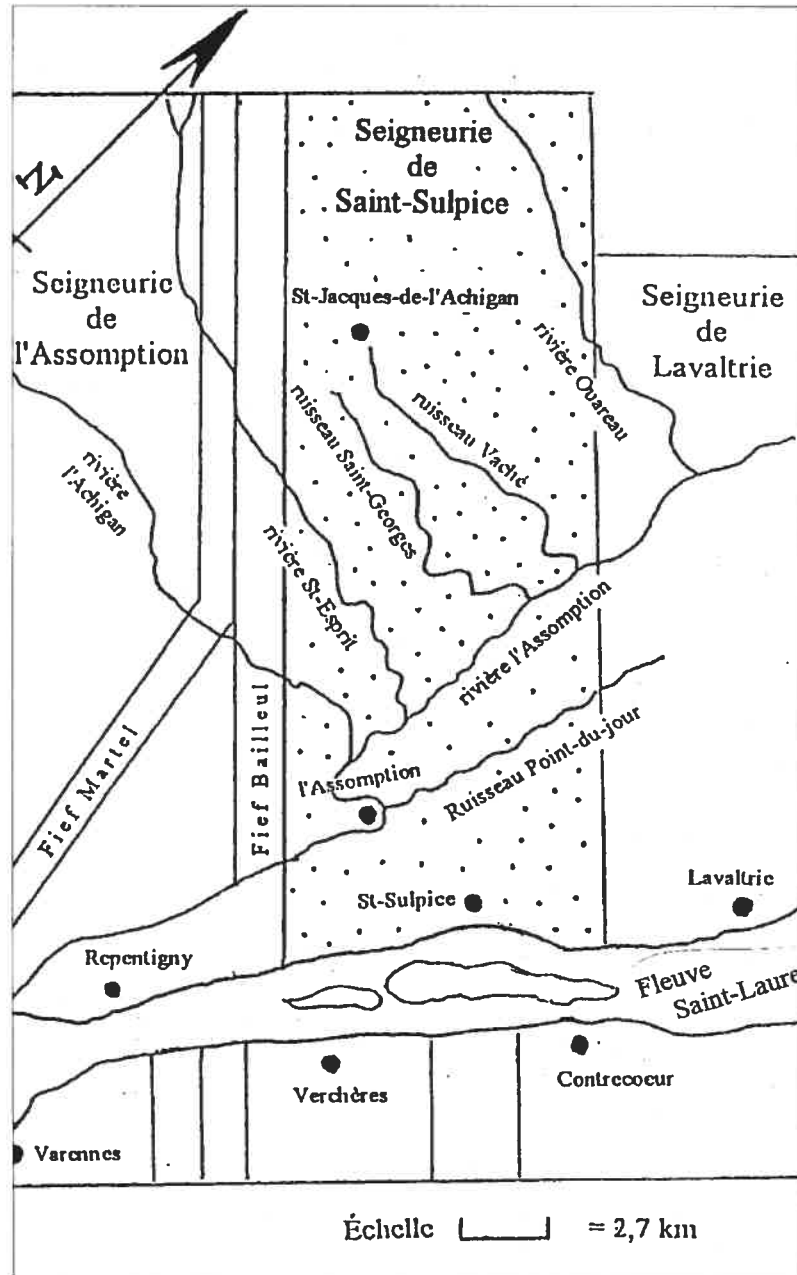 N
Seigneurie
de
Saint-Sulpice
Seigneurie
de
l'Assomption
St-Jacques-de-l'Achigan
Seigneurie
de
Lavaltrie
rivière Ouareau
ruisseau Vaché
ruisseau Saint-Georges
rivière
l'Achigan
rivière St-Esprit
rivière l'Assomption
Fief Martel
Fief Bailleul
l'Assomption
Ruisseau Point-du-jour
St-Sulpice
Lavaltrie
Repentigny
Fleuve
Saint-Laure
Verchères
Contrecoeur
Varennes
Échelle = 2,7 km